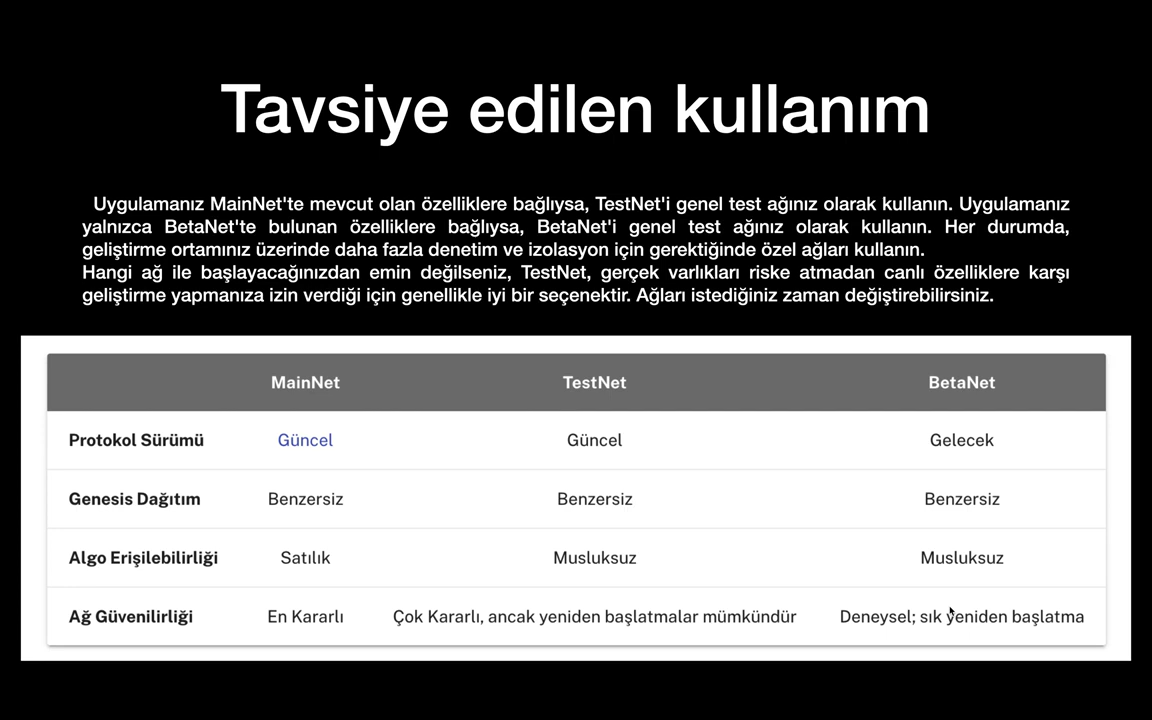 Tavsiye edilen kullanım
Uygulamanız MainNet'te mevcut olan özelliklere bağlıysa, TestNet'i genel test ağınız olarak kullanın. Uygulamanız
yalnızca BetaNet'te bulunan özelliklere bağlıysa, BetaNet'i genel test ağınız olarak kullanın. Her durumda,
geliştirme ortamınız üzerinde daha fazla denetim ve izolasyon için gerektiğinde özel ağları kullanın.
Hangi ağ ile başlayacağınızdan emin değilseniz, TestNet, gerçek varlıkları riske atmadan canlı özelliklere karşı
geliştirme yapmanıza izin verdiği için genellikle iyi bir seçenektir. Ağları istediğiniz zaman değiştirebilirsiniz.
MainNet TestNet BetaNet
Protokol Sürümü Güncel Güncel Gelecek
Genesis Dağıtım Benzersiz Benzersiz Benzersiz
Algo Erişilebilirliği Satılık Musluksuz Musluksuz
Ağ Güvenilirliği En Kararlı Çok Kararlı, ancak yeniden başlatmalar mümkündür Deneysel; sık yeniden başlatma